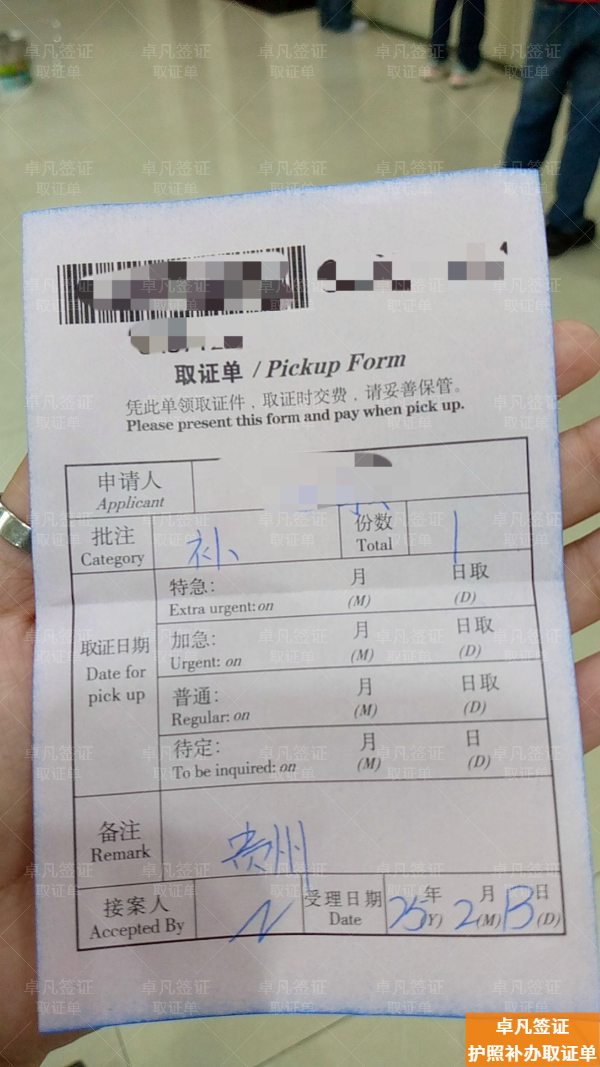 取证单 / Pickup Form
凭此单领取证件，取证时交费，请妥善保管。
Please present this form and pay when pick up.
申请人
Applicant
批注 补 份数 1
Category Total
特急： 月 日取
Extra urgent: on (M) (D)
加急： 月 日取
取证日期
Urgent: on (M) (D)
Date for
pick up
普通： 月 日取
Regular: on (M) (D)
待定： 月 日
To be inquired: on (M) (D)
备注 贵州
Remark
接案人 N 受理日期 25年 2月 13日
Accepted By Date (Y) (M) (D)
卓凡签证
护照补办取证单
卓凡签证
取证单